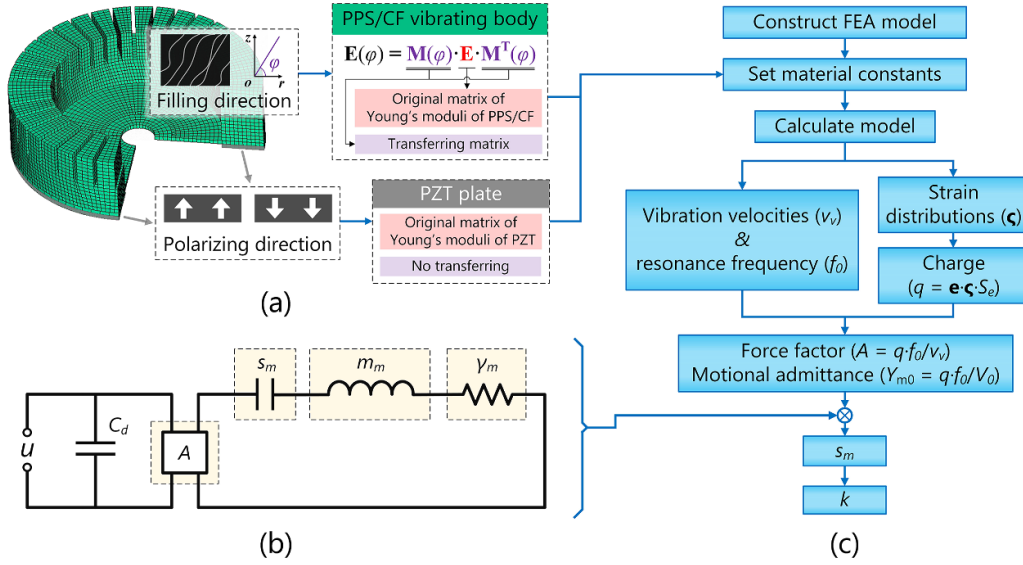 PPS/CF vibrating body
E(φ) = M(φ)·E·Mᵀ(φ)
Original matrix of
Young's moduli of PPS/CF
Transferring matrix
z
φ
o
r
Filling direction
Polarizing direction
PZT plate
Original matrix of
Young's moduli of PZT
No transferring
(a)
u
C_d
A
s_m
m_m
γ_m
(b)
Construct FEA model
Set material constants
Calculate model
Vibration velocities (v_v)
&
resonance frequency (f_0)
Strain
distributions (ς)
Charge
(q = e·ς·S_e)
Force factor (A = q·f_0/v_v)
Motional admittance (Y_m0 = q·f_0/V_0)
s_m
k
(c)